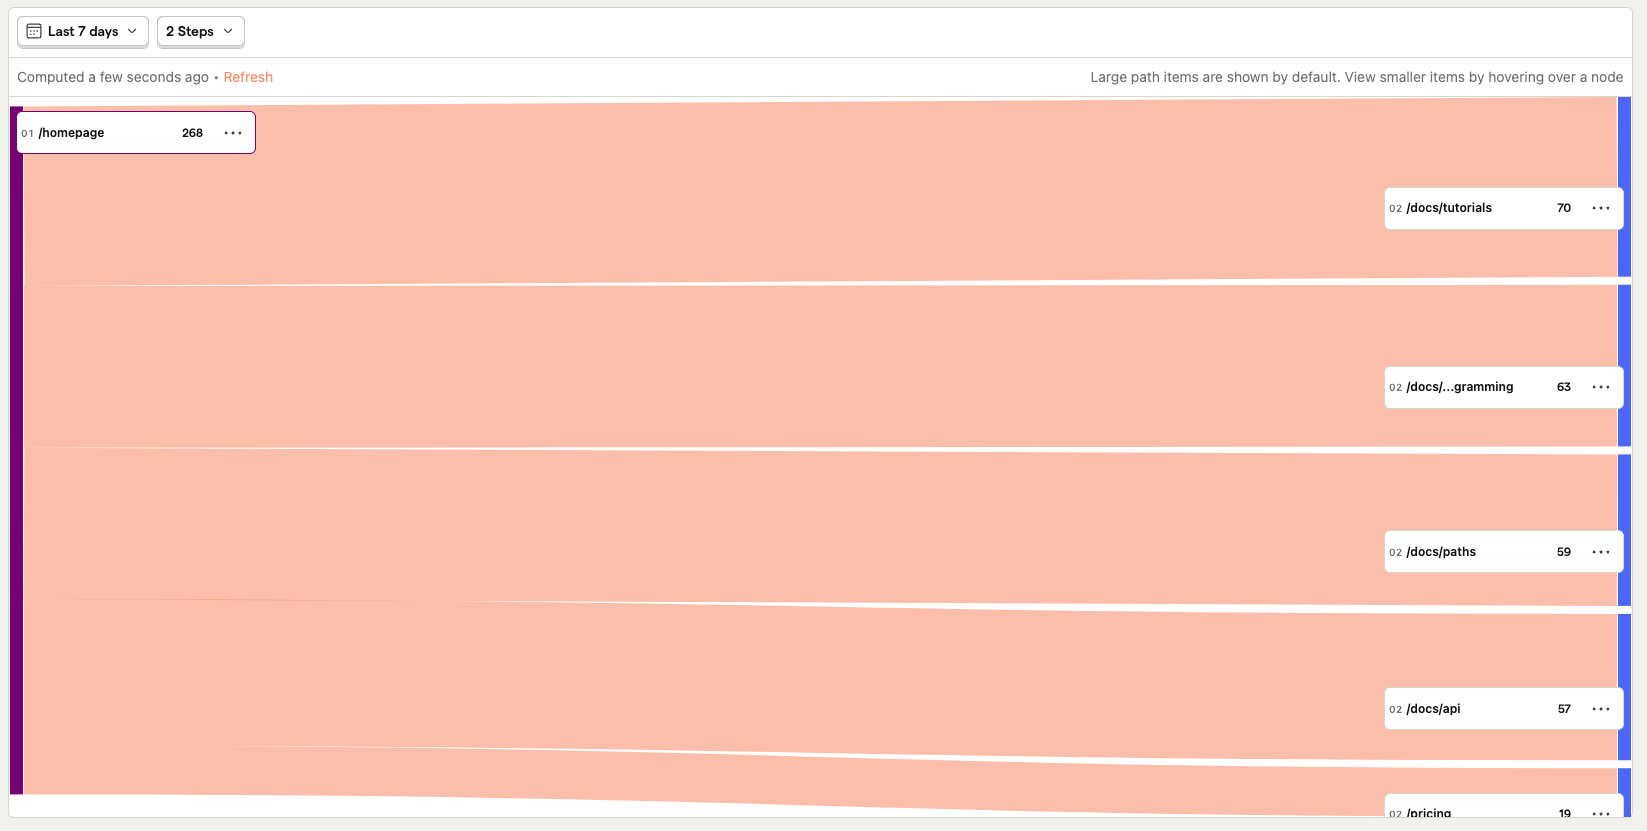 Last 7 days
2 Steps
Computed a few seconds ago • Refresh
Large path items are shown by default. View smaller items by hovering over a node
01 /homepage 268 ...
02 /docs/tutorials 70 ...
02 /docs/...gramming 63 ...
02 /docs/paths 59 ...
02 /docs/api 57 ...
02 /pricing 19 ...